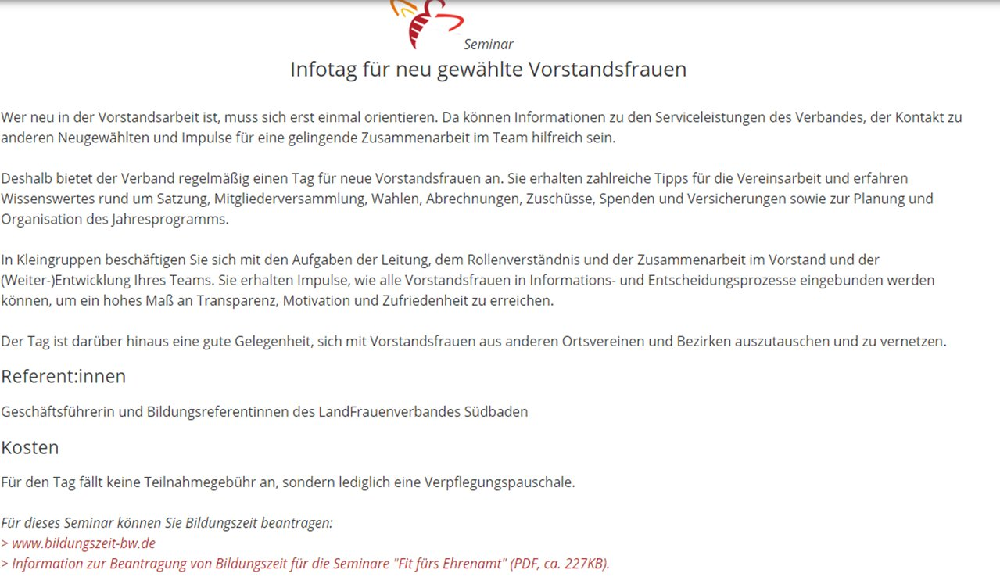 Seminar
Infotag für neu gewählte Vorstandsfrauen
Wer neu in der Vorstandsarbeit ist, muss sich erst einmal orientieren. Da können Informationen zu den Serviceleistungen des Verbandes, der Kontakt zu
anderen Neugewählten und Impulse für eine gelingende Zusammenarbeit im Team hilfreich sein.
Deshalb bietet der Verband regelmäßig einen Tag für neue Vorstandsfrauen an. Sie erhalten zahlreiche Tipps für die Vereinsarbeit und erfahren
Wissenswertes rund um Satzung, Mitgliederversammlung, Wahlen, Abrechnungen, Zuschüsse, Spenden und Versicherungen sowie zur Planung und
Organisation des Jahresprogramms.
In Kleingruppen beschäftigen Sie sich mit den Aufgaben der Leitung, dem Rollenverständnis und der Zusammenarbeit im Vorstand und der
(Weiter-)Entwicklung Ihres Teams. Sie erhalten Impulse, wie alle Vorstandsfrauen in Informations- und Entscheidungsprozesse eingebunden werden
können, um ein hohes Maß an Transparenz, Motivation und Zufriedenheit zu erreichen.
Der Tag ist darüber hinaus eine gute Gelegenheit, sich mit Vorstandsfrauen aus anderen Ortsvereinen und Bezirken auszutauschen und zu vernetzen.
Referent:innen
Geschäftsführerin und Bildungsreferentinnen des LandFrauenverbandes Südbaden
Kosten
Für den Tag fällt keine Teilnahmegebühr an, sondern lediglich eine Verpflegungspauschale.
Für dieses Seminar können Sie Bildungszeit beantragen:
> www.bildungszeit-bw.de
> Information zur Beantragung von Bildungszeit für die Seminare "Fit fürs Ehrenamt" (PDF, ca. 227KB).